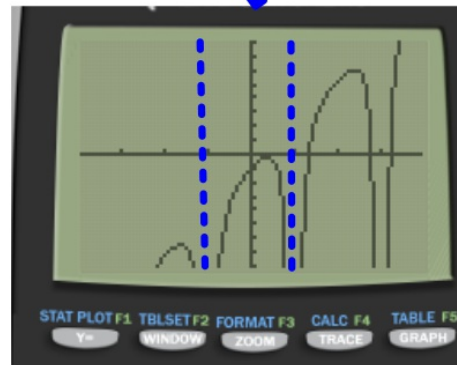 STAT PLOT F1 TBLSET F2 FORMAT F3 CALC F4 TABLE F5
Y= WINDOW ZOOM TRACE GRAPH